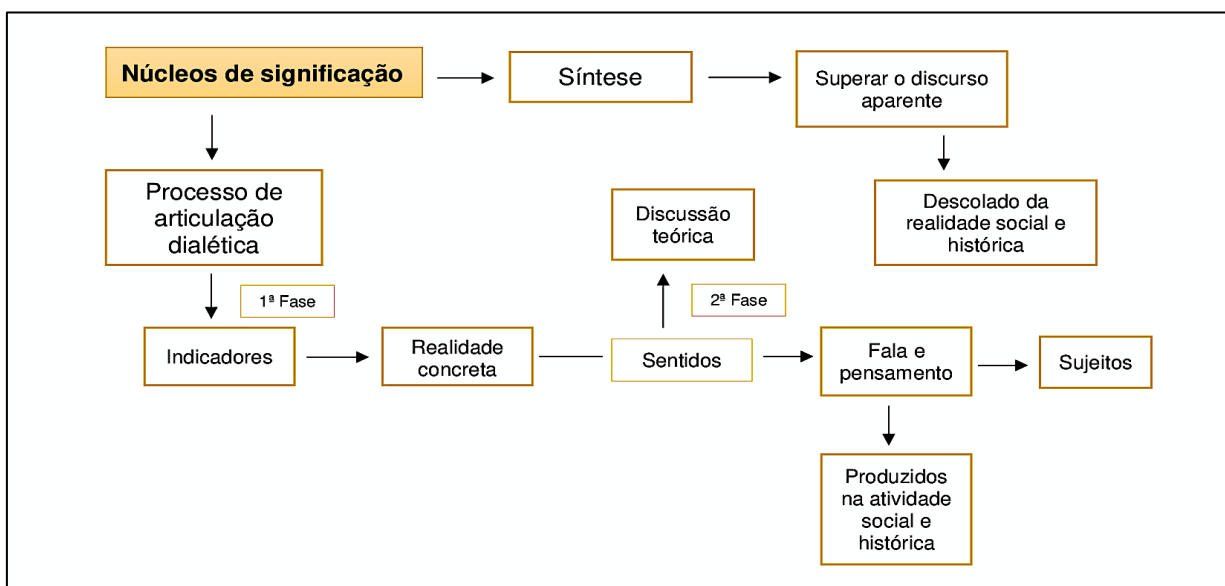 Núcleos de significação
Síntese
Superar o discurso
aparente
Processo de
articulação
dialética
Discussão
teórica
Descolado da
realidade social e
histórica
1ª Fase
2ª Fase
Indicadores
Realidade
concreta
Sentidos
Fala e
pensamento
Sujeitos
Produzidos
na atividade
social e
histórica